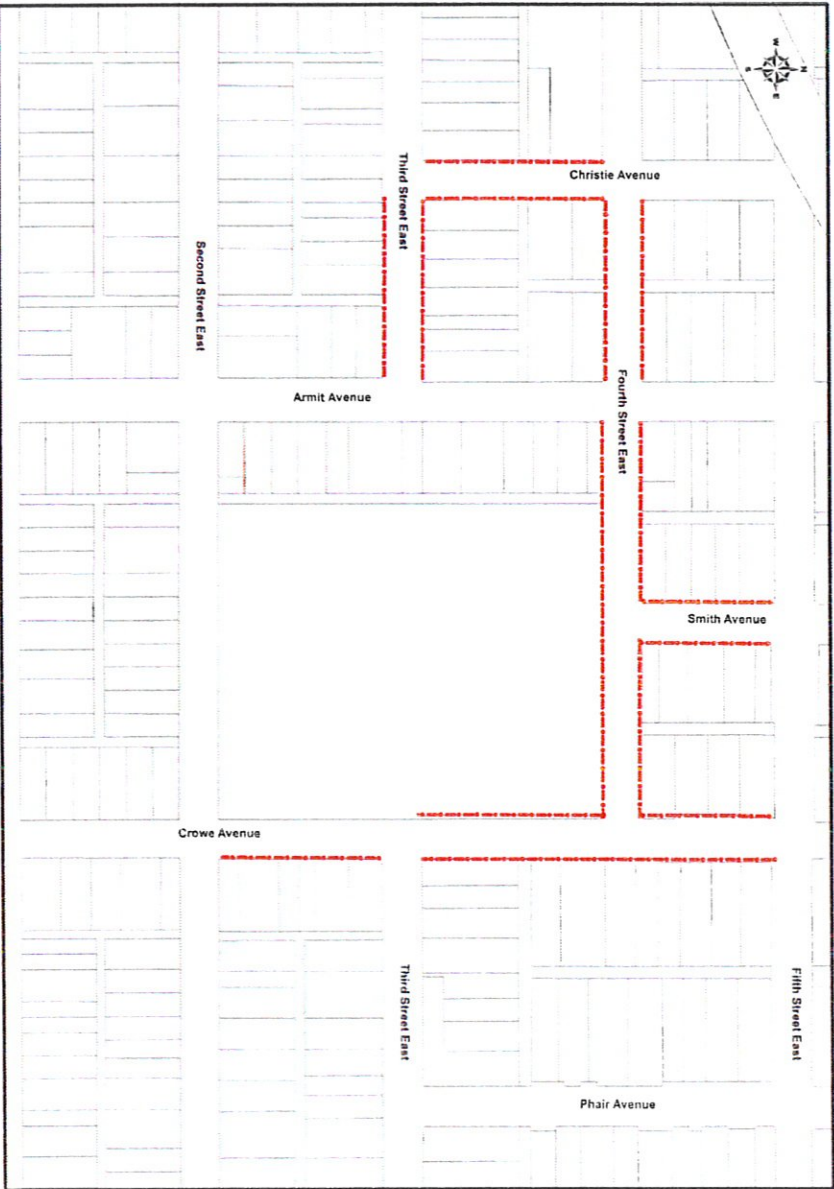 W
N
S
E
Christie Avenue
Third Street East
Second Street East
Armit Avenue
Fourth Street East
Smith Avenue
Crowe Avenue
Third Street East
Fifth Street East
Phair Avenue